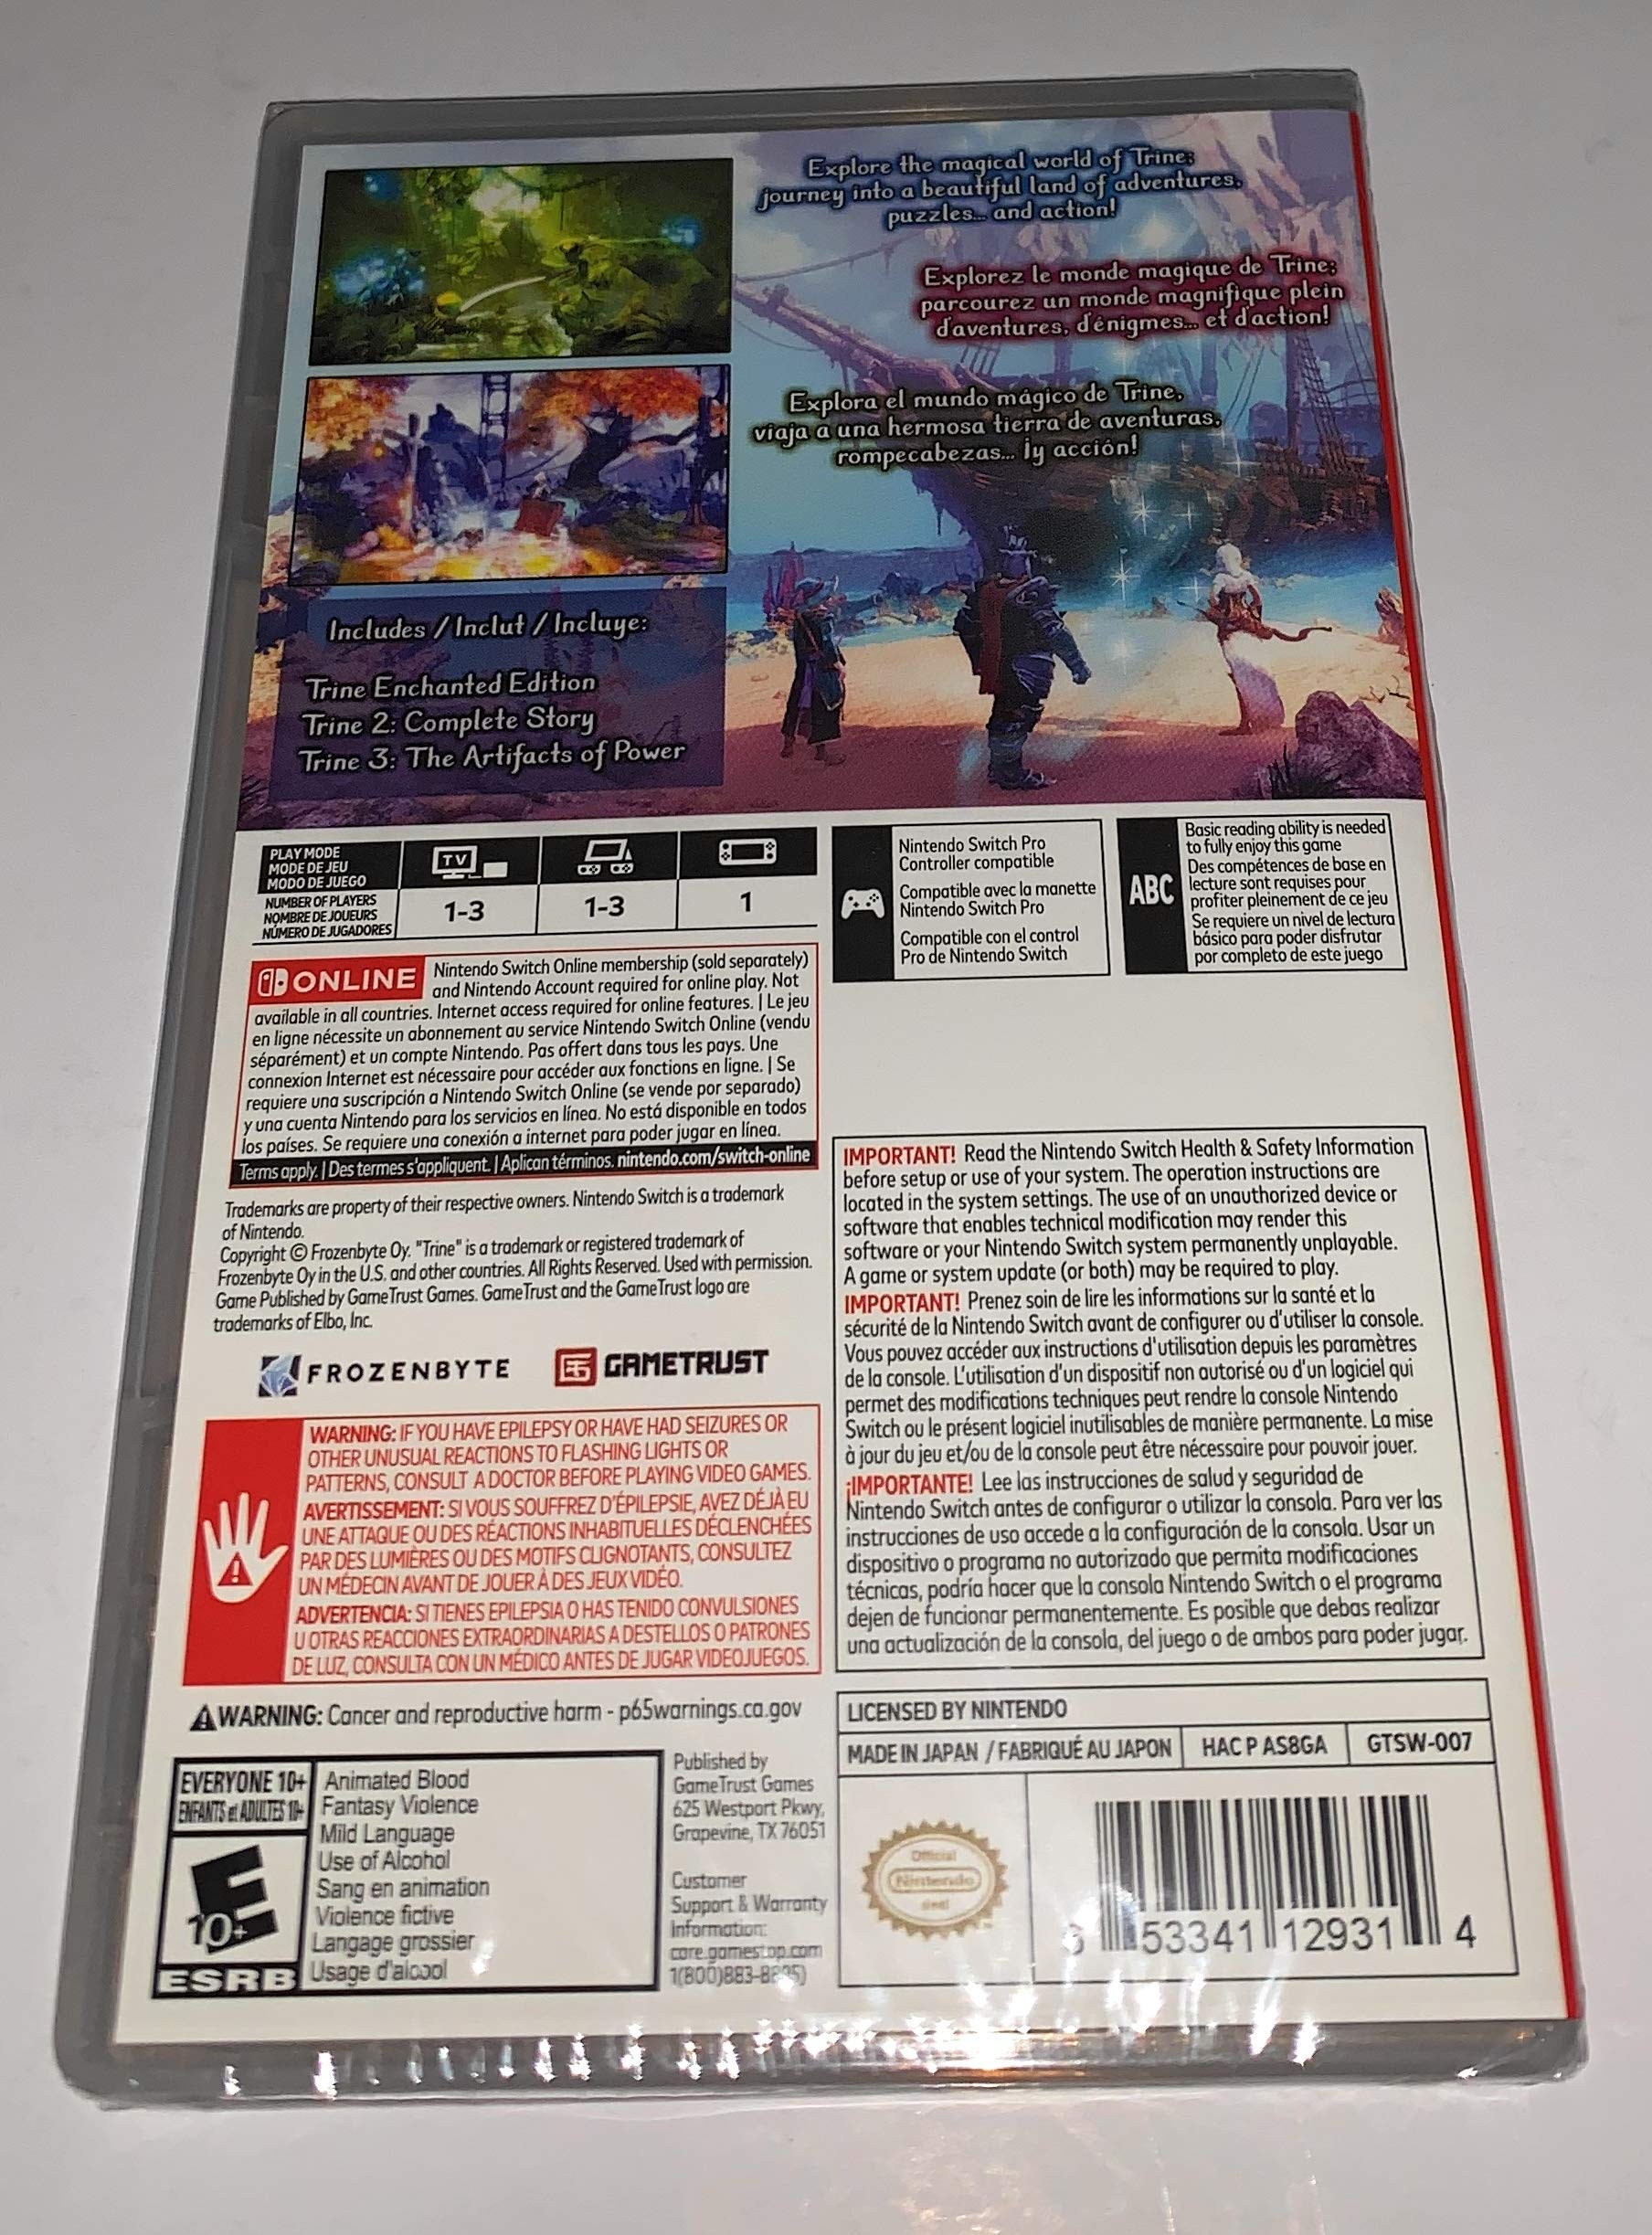 Explore the magical world of Trine;
journey into a beautiful land of adventures,
puzzles... and action!
Explorez le monde magique de Trine;
parcourez un monde magnifique plein
d'aventures, d'énigmes... et d'action!
Explora el mundo mágico de Trine,
viaja a una hermosa tierra de aventuras,
rompecabezas... ¡y acción!
Includes / Inclut / Incluye:
Trine Enchanted Edition
Trine 2: Complete Story
Trine 3: The Artifacts of Power
PLAY MODE
MODE DE JEU
MODO DE JUEGO
TV
NUMBER OF PLAYERS
NOMBRE DE JOUEURS
NÚMERO DE JUGADORES
1-3
1-3
1
Nintendo Switch Pro
Controller compatible
Compatible avec la manette
Nintendo Switch Pro
Compatible con el control
Pro de Nintendo Switch
ABC
Basic reading ability is needed
to fully enjoy this game
Des compétences de base en
lecture sont requises pour
profiter pleinement de ce jeu
Se requiere un nivel de lectura
básico para poder disfrutar
por completo de este juego
ONLINE
Nintendo Switch Online membership (sold separately)
and Nintendo Account required for online play. Not
available in all countries. Internet access required for online features. | Le jeu
en ligne nécessite un abonnement au service Nintendo Switch Online (vendu
séparément) et un compte Nintendo. Pas offert dans tous les pays. Une
connexion Internet est nécessaire pour accéder aux fonctions en ligne. | Se
requiere una suscripción a Nintendo Switch Online (se vende por separado)
y una cuenta Nintendo para los servicios en línea. No está disponible en todos
los países. Se requiere una conexión a internet para poder jugar en línea.
Terms apply. | Des termes s'appliquent. | Aplican términos. nintendo.com/switch-online
Trademarks are property of their respective owners. Nintendo Switch is a trademark
of Nintendo.
Copyright © Frozenbyte Oy. "Trine" is a trademark or registered trademark of
Frozenbyte Oy in the U.S. and other countries. All Rights Reserved. Used with permission.
Game Published by GameTrust Games. GameTrust and the GameTrust logo are
trademarks of Elbo, Inc.
FROZENBYTE
GAMETRUST
WARNING: IF YOU HAVE EPILEPSY OR HAVE HAD SEIZURES OR
OTHER UNUSUAL REACTIONS TO FLASHING LIGHTS OR
PATTERNS, CONSULT A DOCTOR BEFORE PLAYING VIDEO GAMES.
AVERTISSEMENT: SI VOUS SOUFFREZ D'ÉPILEPSIE, AVEZ DÉJÀ EU
UNE ATTAQUE OU DES RÉACTIONS INHABITUELLES DÉCLENCHÉES
PAR DES LUMIÈRES OU DES MOTIFS CLIGNOTANTS, CONSULTEZ
UN MÉDECIN AVANT DE JOUER À DES JEUX VIDÉO.
ADVERTENCIA: SI TIENES EPILEPSIA O HAS TENIDO CONVULSIONES
U OTRAS REACCIONES EXTRAORDINARIAS A DESTELLOS O PATRONES
DE LUZ, CONSULTA CON UN MÉDICO ANTES DE JUGAR VIDEOJUEGOS.
WARNING: Cancer and reproductive harm - p65warnings.ca.gov
IMPORTANT! Read the Nintendo Switch Health & Safety Information
before setup or use of your system. The operation instructions are
located in the system settings. The use of an unauthorized device or
software that enables technical modification may render this
software or your Nintendo Switch system permanently unplayable.
A game or system update (or both) may be required to play.
IMPORTANT! Prenez soin de lire les informations sur la santé et la
sécurité de la Nintendo Switch avant de configurer ou d'utiliser la console.
Vous pouvez accéder aux instructions d'utilisation depuis les paramètres
de la console. L'utilisation d'un dispositif non autorisé ou d'un logiciel qui
permet des modifications techniques peut rendre la console Nintendo
Switch ou le présent logiciel inutilisables de manière permanente. La mise
à jour du jeu et/ou de la console peut être nécessaire pour pouvoir jouer.
¡IMPORTANTE! Lee las instrucciones de salud y seguridad de
Nintendo Switch antes de configurar o utilizar la consola. Para ver las
instrucciones de uso accede a la configuración de la consola. Usar un
dispositivo o programa no autorizado que permita modificaciones
técnicas, podría hacer que la consola Nintendo Switch o el programa
dejen de funcionar permanentemente. Es posible que debas realizar
una actualización de la consola, del juego o de ambos para poder jugar.
EVERYONE 10+
ENFANTS et ADULTES 10+
E
10+
ESRB
Animated Blood
Fantasy Violence
Mild Language
Use of Alcohol
Sang en animation
Violence fictive
Langage grossier
Usage d'alcool
Published by
GameTrust Games
625 Westport Pkwy,
Grapevine, TX 76051
Customer
Support & Warranty
Information:
care.gamestop.com
LICENSED BY NINTENDO
MADE IN JAPAN / FABRIQUÉ AU JAPON
HAC P AS8GA
GTSW-007
Official
Nintendo
Seal
53341 12931 4